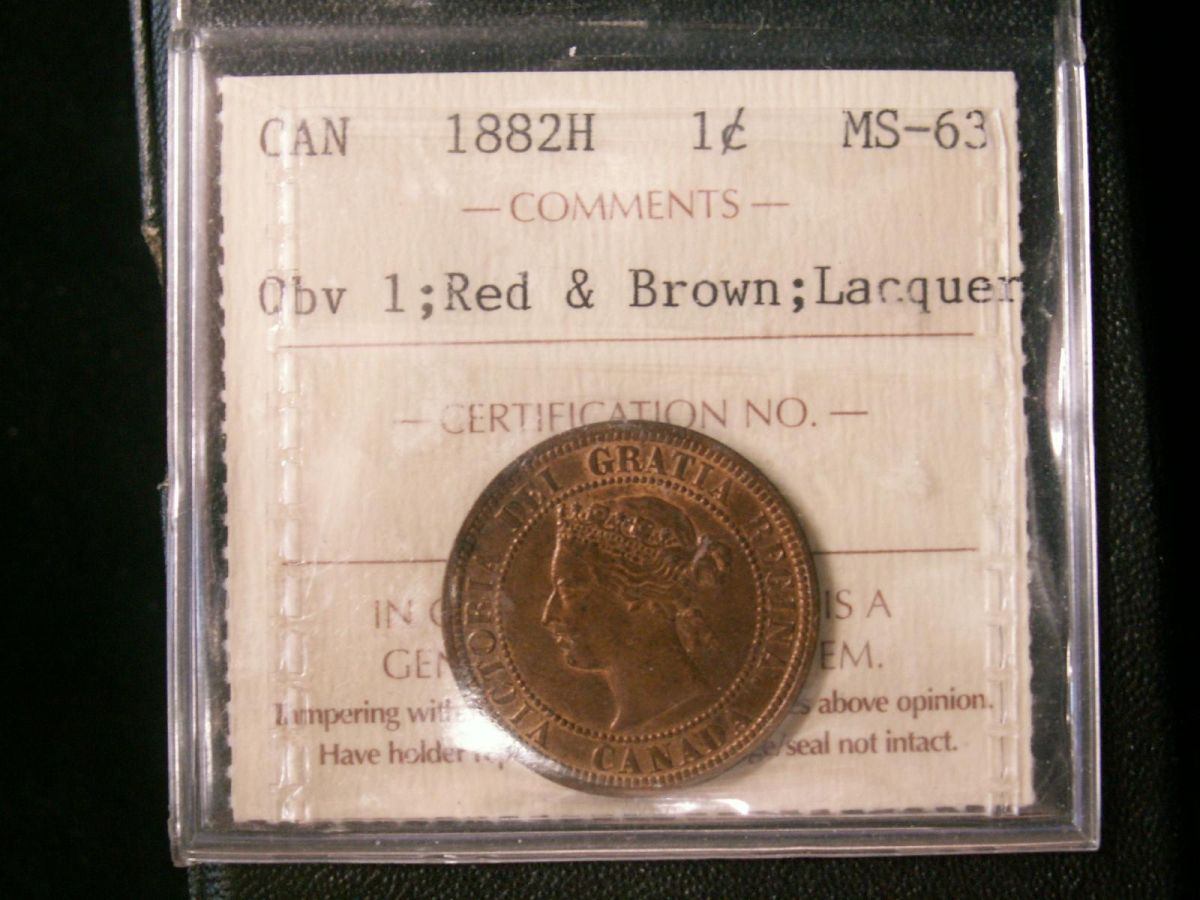 CAN 1882H 1¢ MS-63
— COMMENTS —
Obv 1;Red & Brown;Lacquer
— CERTIFICATION NO. —
IN IS A
GEN EM.
Tampering with above opinion.
Have holder /seal not intact.
VICTORIA DEI GRATIA REGINA
CANADA